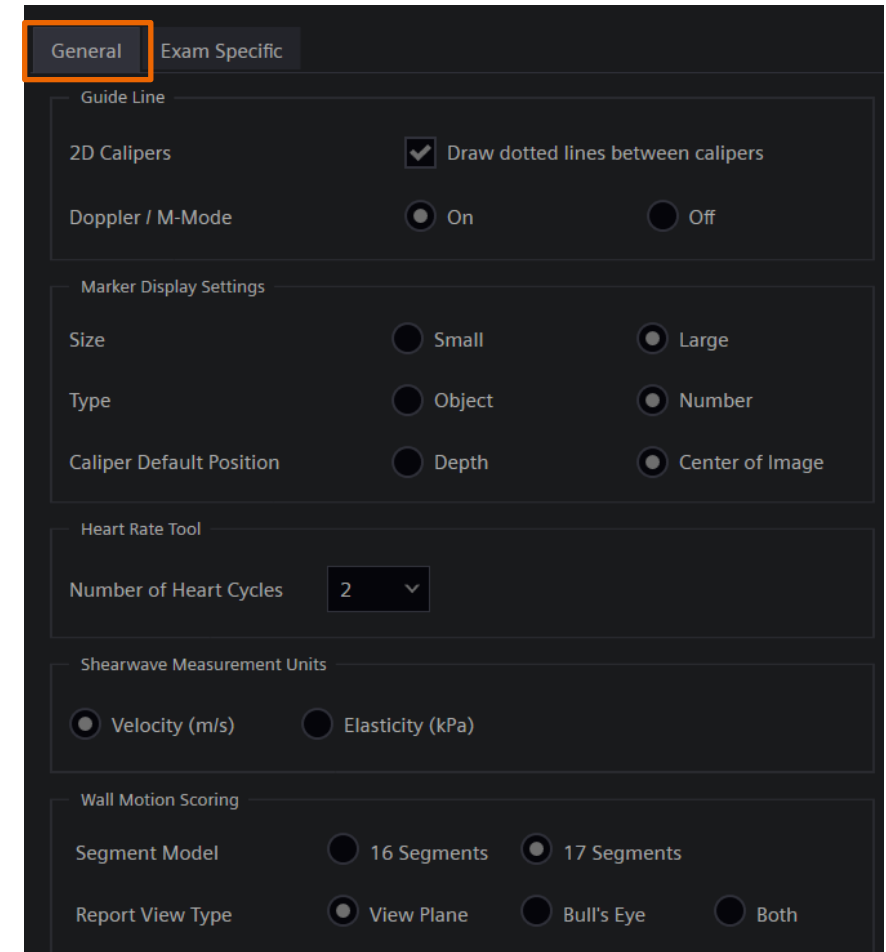 General Exam Specific
Guide Line
2D Calipers Draw dotted lines between calipers
Doppler / M-Mode On Off
Marker Display Settings
Size Small Large
Type Object Number
Caliper Default Position Depth Center of Image
Heart Rate Tool
Number of Heart Cycles 2
Shearwave Measurement Units
Velocity (m/s) Elasticity (kPa)
Wall Motion Scoring
Segment Model 16 Segments 17 Segments
Report View Type View Plane Bull's Eye Both